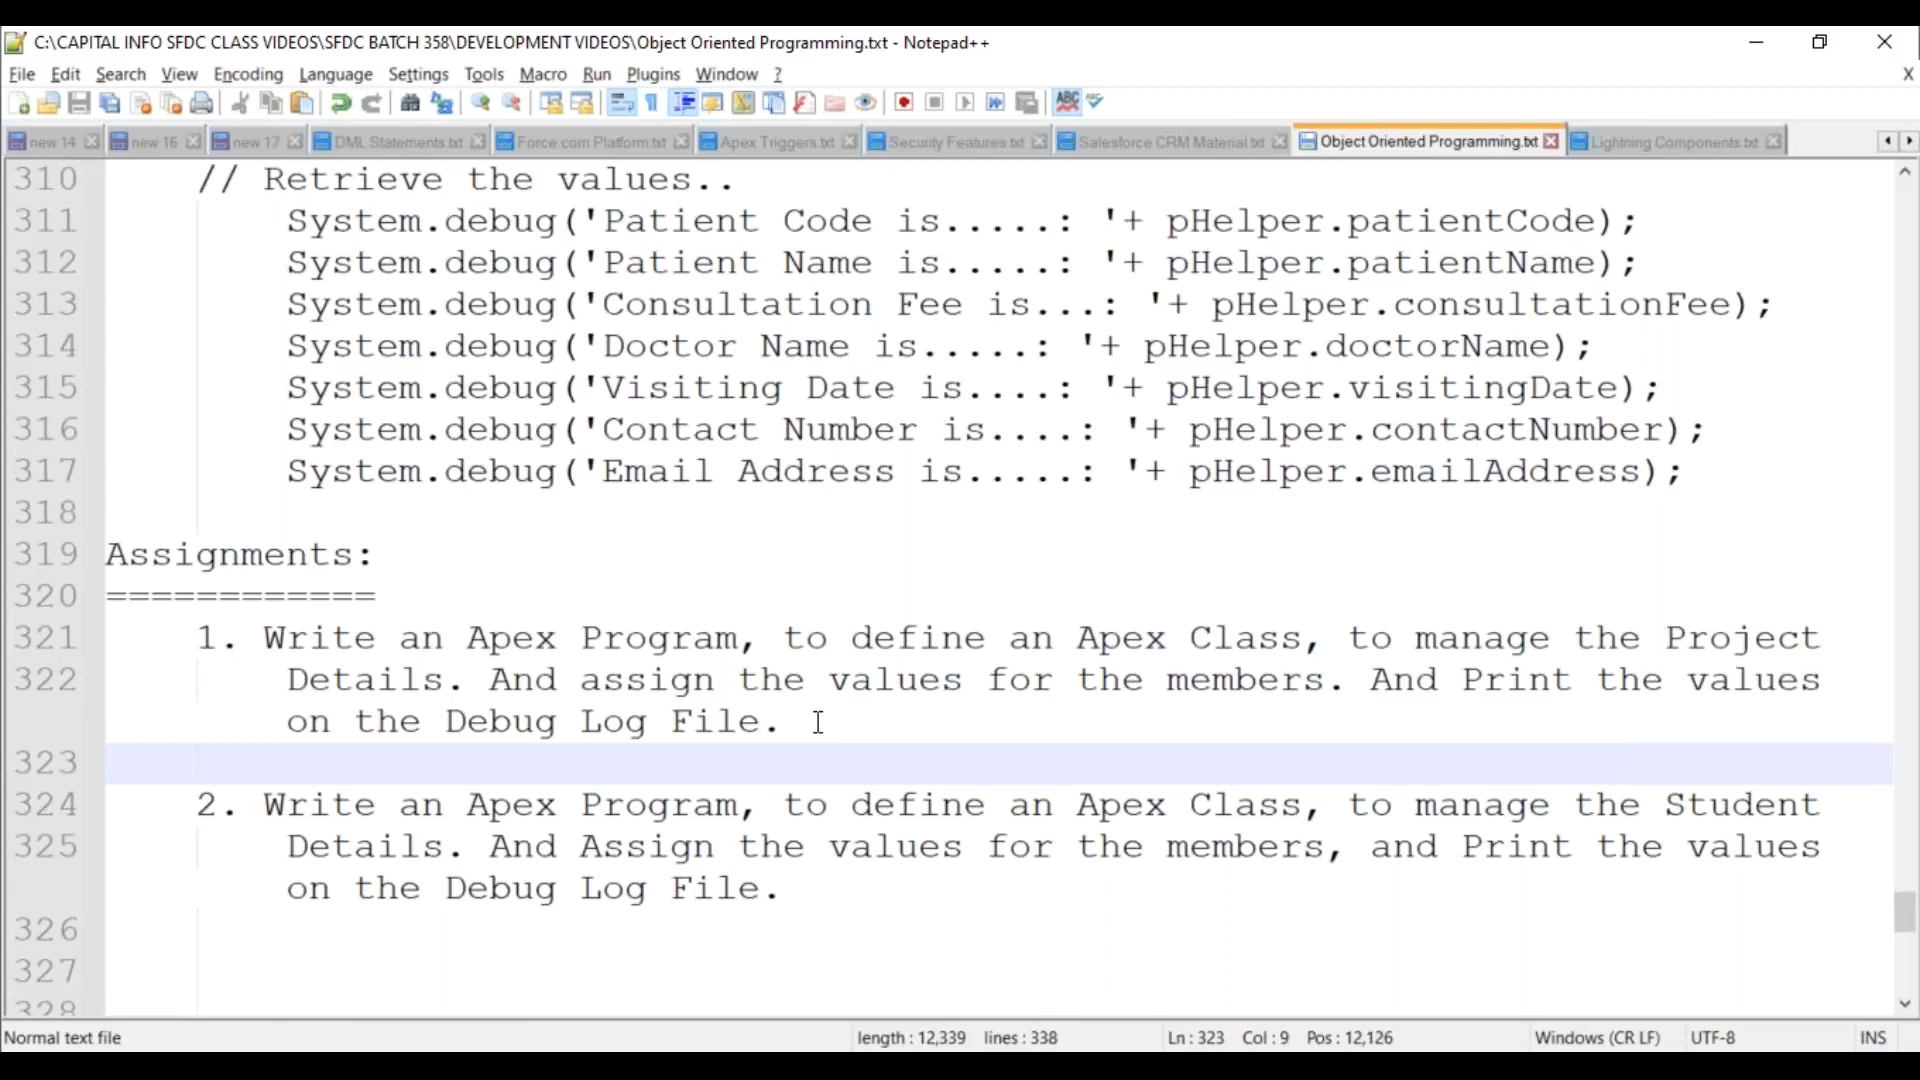 C:\CAPITAL INFO SFDC CLASS VIDEOS\SFDC BATCH 358\DEVELOPMENT VIDEOS\Object Oriented Programming.txt - Notepad++
File Edit Search View Encoding Language Settings Tools Macro Run Plugins Window ? X
new 14 new 16 new 17 DML Statements.txt Force com Platform.txt Apex Triggers.txt Security Features.txt Salesforce CRM Material.txt Object Oriented Programming.txt Lightning Components.txt
310 // Retrieve the values..
311 System.debug('Patient Code is.....: '+ pHelper.patientCode);
312 System.debug('Patient Name is.....: '+ pHelper.patientName);
313 System.debug('Consultation Fee is...: '+ pHelper.consultationFee);
314 System.debug('Doctor Name is.....: '+ pHelper.doctorName);
315 System.debug('Visiting Date is....: '+ pHelper.visitingDate);
316 System.debug('Contact Number is....: '+ pHelper.contactNumber);
317 System.debug('Email Address is.....: '+ pHelper.emailAddress);
318
319 Assignments:
320 ============
321 1. Write an Apex Program, to define an Apex Class, to manage the Project
322 Details. And assign the values for the members. And Print the values
on the Debug Log File.
323
324 2. Write an Apex Program, to define an Apex Class, to manage the Student
325 Details. And Assign the values for the members, and Print the values
on the Debug Log File.
326
327
328
Normal text file length : 12,339 lines : 338 Ln : 323 Col : 9 Pos : 12,126 Windows (CR LF) UTF-8 INS